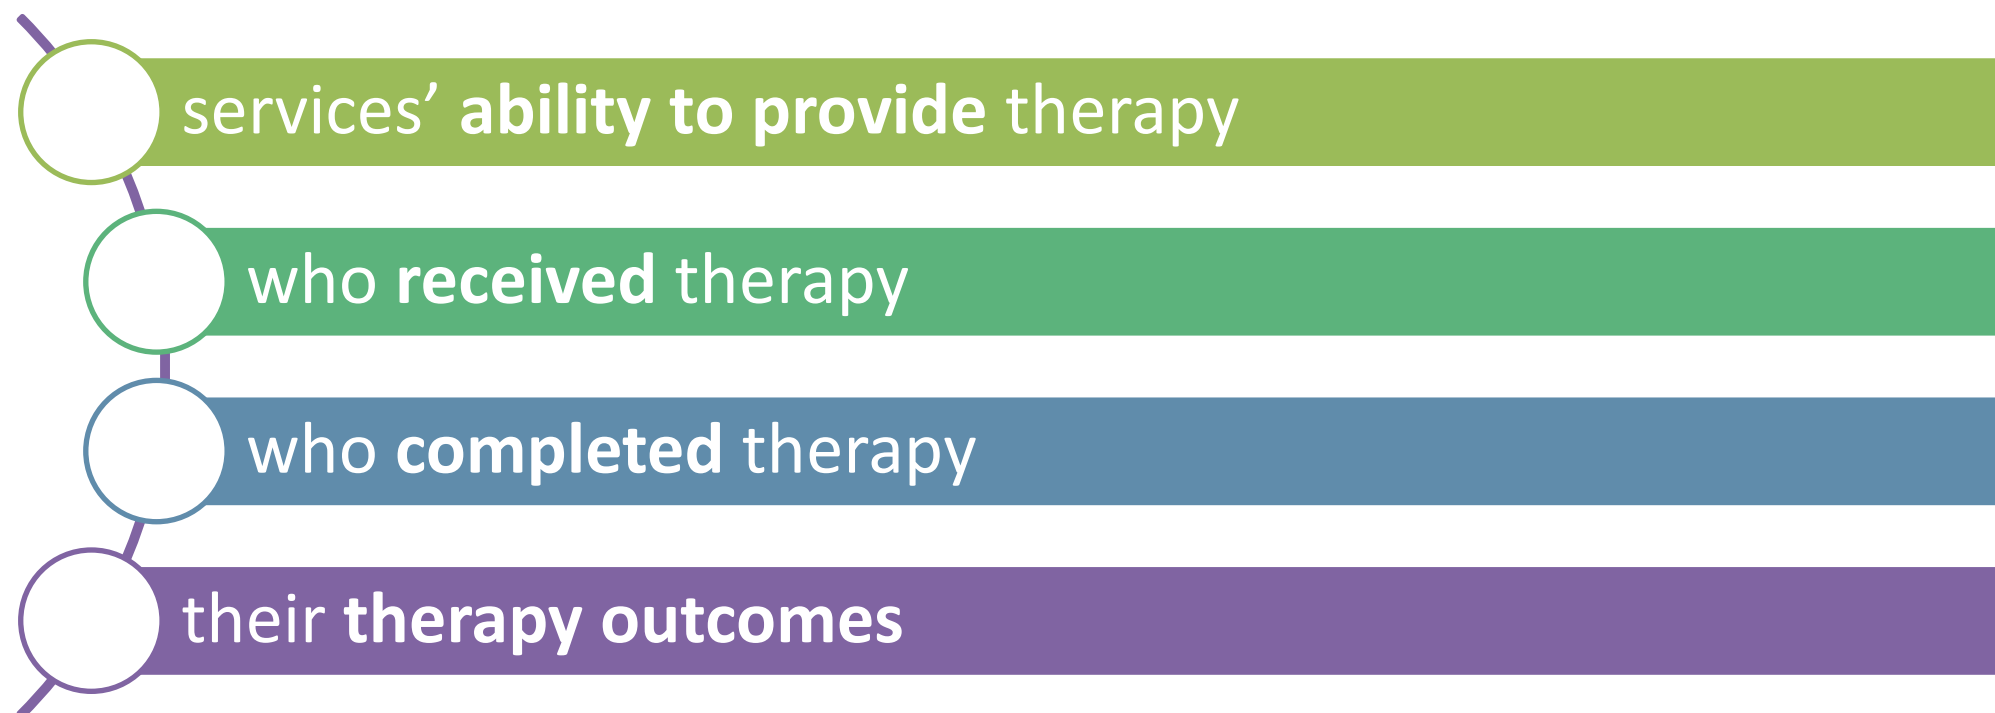 services’ ability to provide therapy
who received therapy
who completed therapy
their therapy outcomes